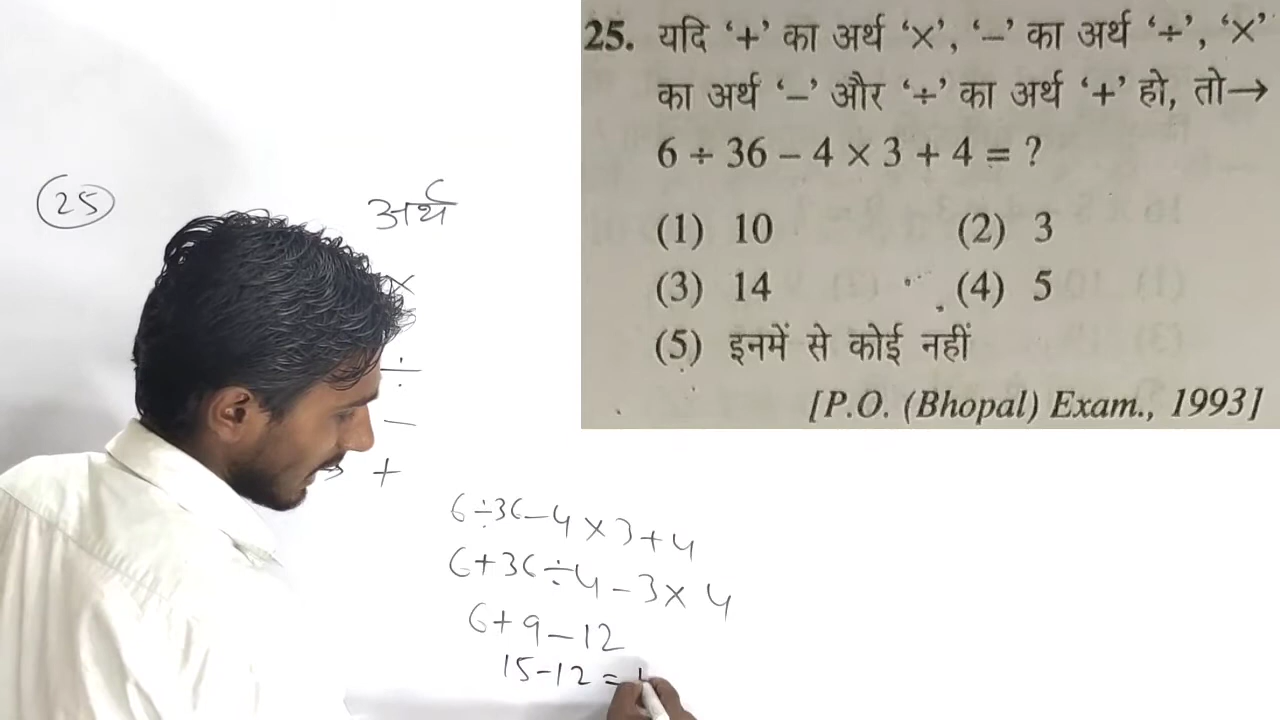 25. यदि ‘+’ का अर्थ ‘×’, ‘–’ का अर्थ ‘÷’, ‘×’
का अर्थ ‘–’ और ‘÷’ का अर्थ ‘+’ हो, तो→
6 ÷ 36 – 4 × 3 + 4 = ?
(1) 10 (2) 3
(3) 14 (4) 5
(5) इनमें से कोई नहीं
[P.O. (Bhopal) Exam., 1993]
25
अर्थ
×
÷
–
→ +
6÷36–4×3+4
6+36÷4–3×4
6+9–12
15–12=